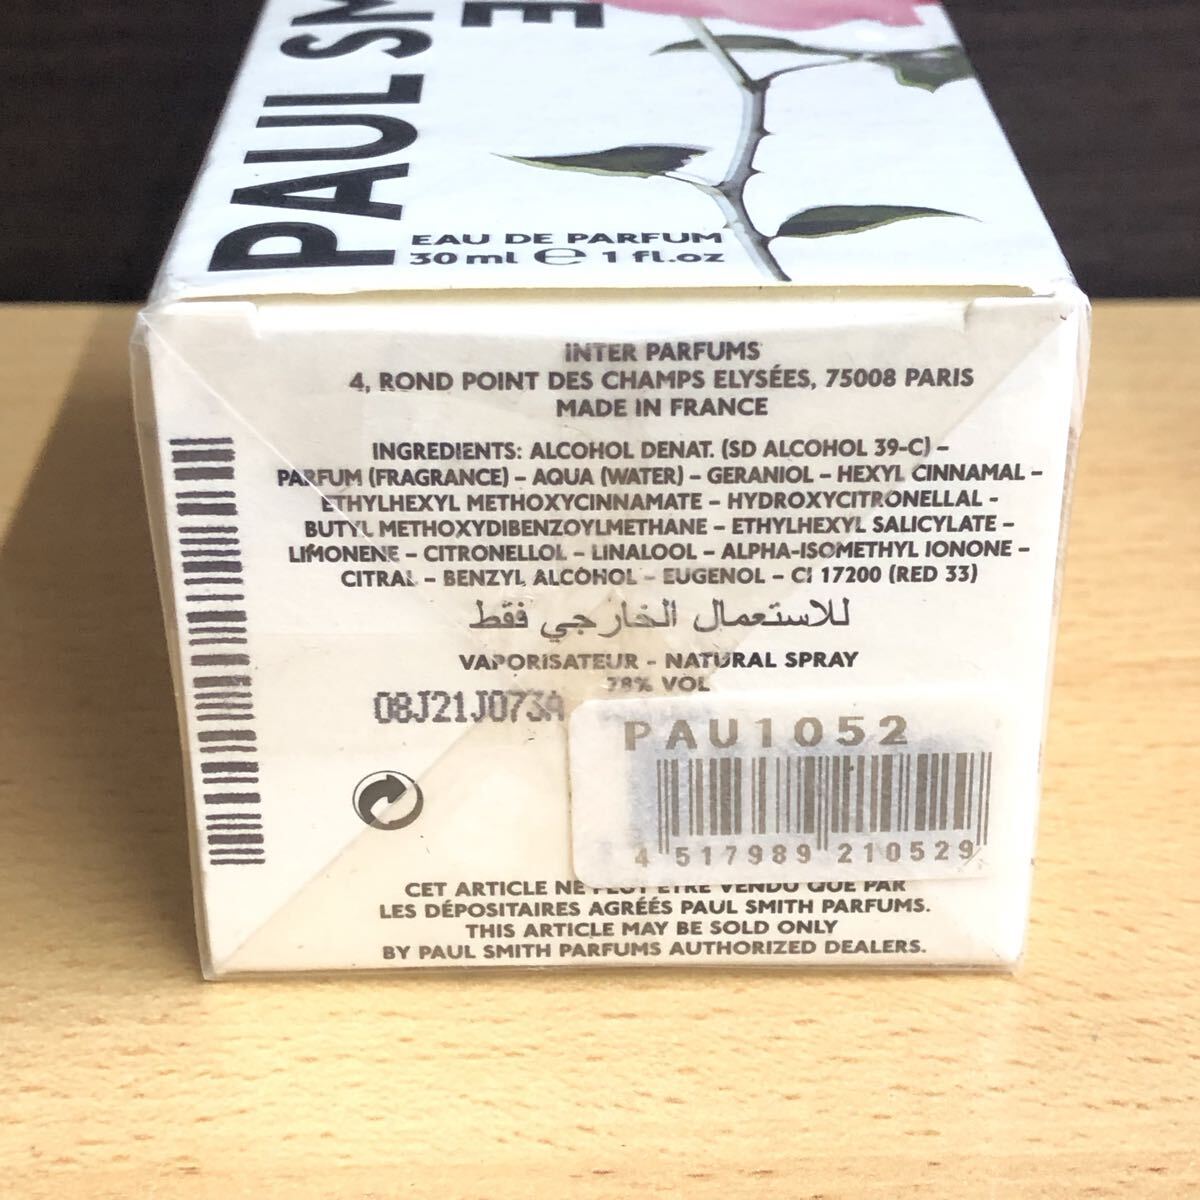 PAUL SM
E
EAU DE PARFUM
30 ml ℮ 1 fl.oz
INTER PARFUMS
4, ROND POINT DES CHAMPS ELYSÉES, 75008 PARIS
MADE IN FRANCE
INGREDIENTS: ALCOHOL DENAT. (SD ALCOHOL 39-C) –
PARFUM (FRAGRANCE) – AQUA (WATER) – GERANIOL – HEXYL CINNAMAL –
ETHYLHEXYL METHOXYCINNAMATE – HYDROXYCITRONELLAL -
BUTYL METHOXYDIBENZOYLMETHANE – ETHYLHEXYL SALICYLATE –
LIMONENE – CITRONELLOL – LINALOOL – ALPHA-ISOMETHYL IONONE –
CITRAL – BENZYL ALCOHOL – EUGENOL – CI 17200 (RED 33)
للاستعمال الخارجي فقط
VAPORISATEUR - NATURAL SPRAY
78% VOL
08J21J073A
PAU1052
4 517989 210529
CET ARTICLE NE PEUT ETRE VENDU QUE PAR
LES DÉPOSITAIRES AGRÉÉS PAUL SMITH PARFUMS.
THIS ARTICLE MAY BE SOLD ONLY
BY PAUL SMITH PARFUMS AUTHORIZED DEALERS.